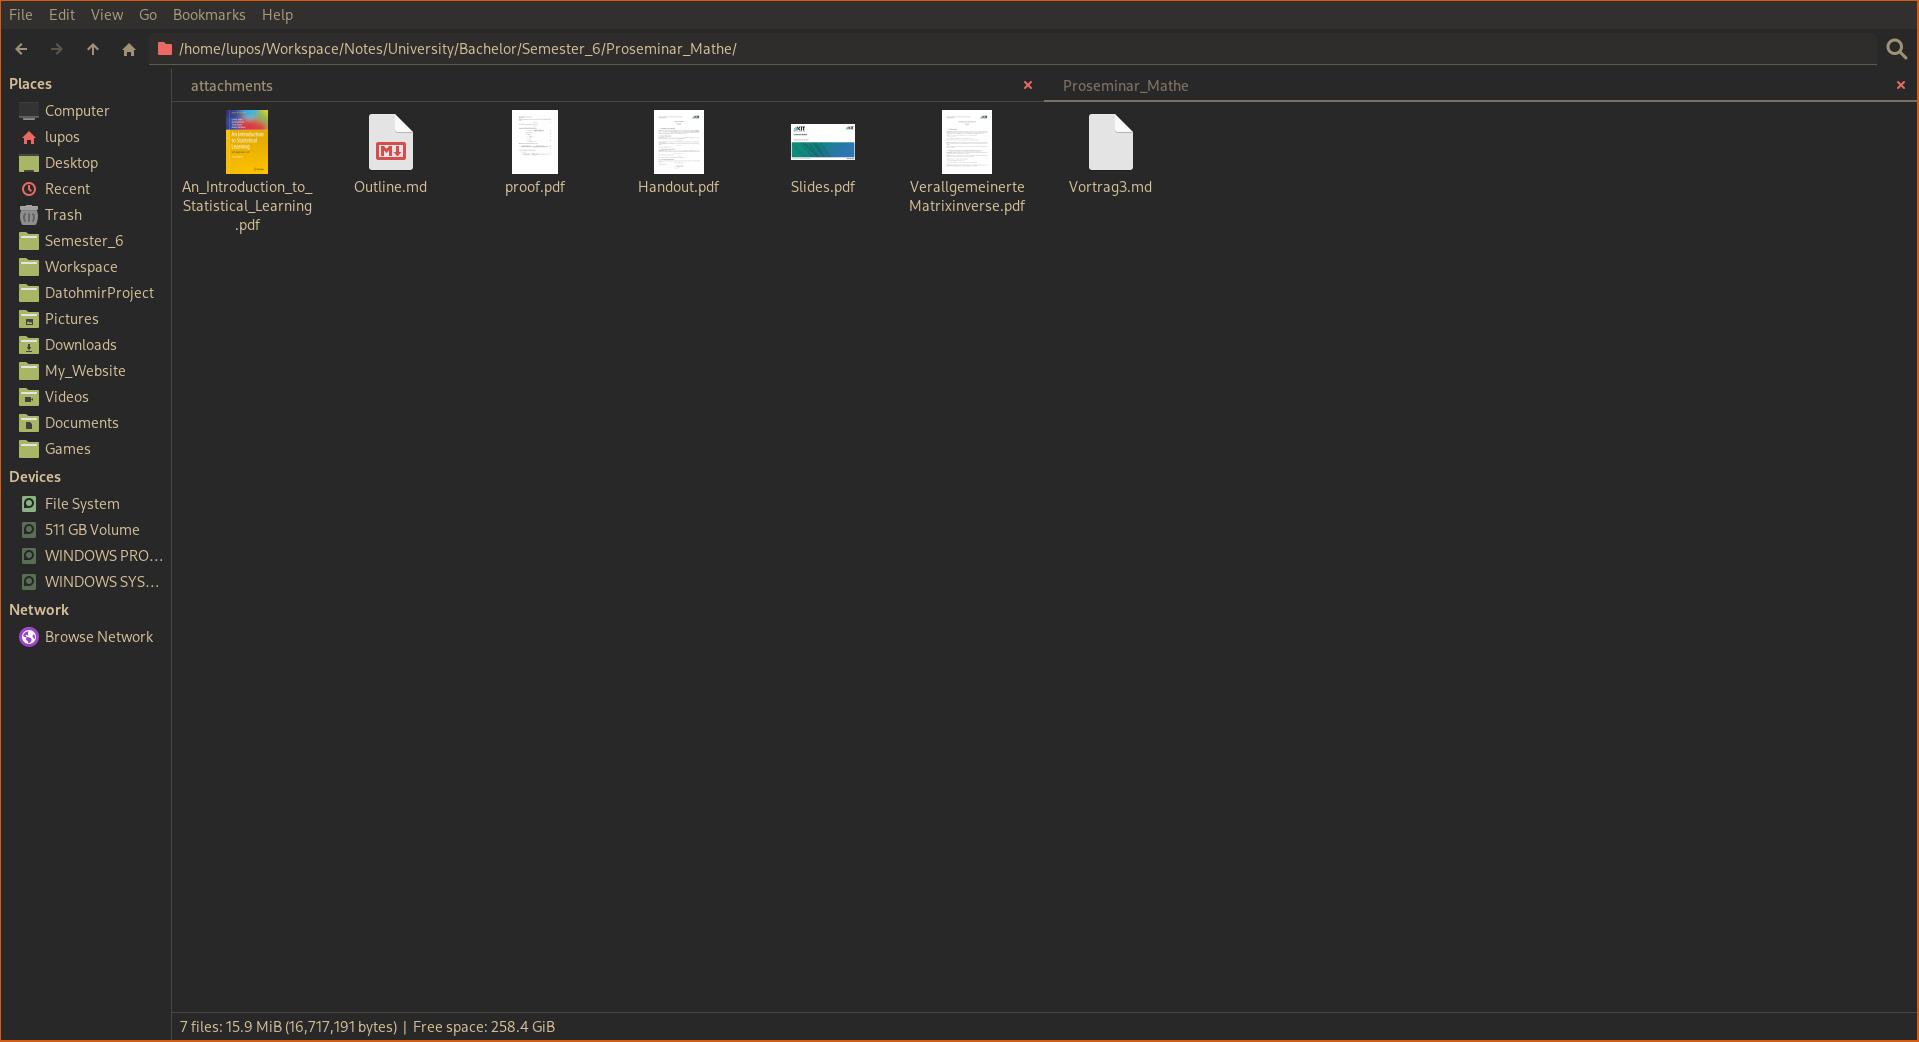 File Edit View Go Bookmarks Help
/home/lupos/Workspace/Notes/University/Bachelor/Semester_6/Proseminar_Mathe/
Places
Computer
lupos
Desktop
Recent
Trash
Semester_6
Workspace
DatohmirProject
Pictures
Downloads
My_Website
Videos
Documents
Games
Devices
File System
511 GB Volume
WINDOWS PRO...
WINDOWS SYS...
Network
Browse Network
attachments
Proseminar_Mathe
An_Introduction_to_
Statistical_Learning
.pdf
Outline.md
proof.pdf
Handout.pdf
Slides.pdf
Verallgemeinerte
Matrixinverse.pdf
Vortrag3.md
7 files: 15.9 MiB (16,717,191 bytes) | Free space: 258.4 GiB